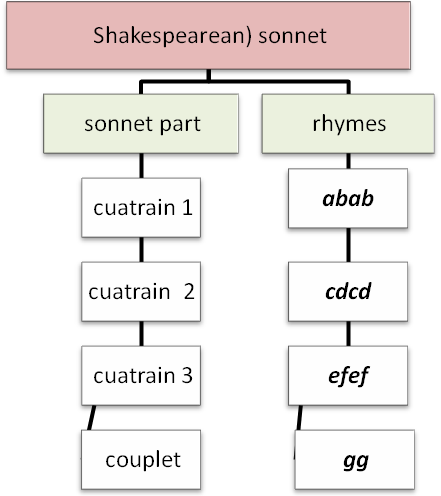 Shakespearean) sonnet
sonnet part
rhymes
cuatrain 1
abab
cuatrain 2
cdcd
cuatrain 3
efef
couplet
gg